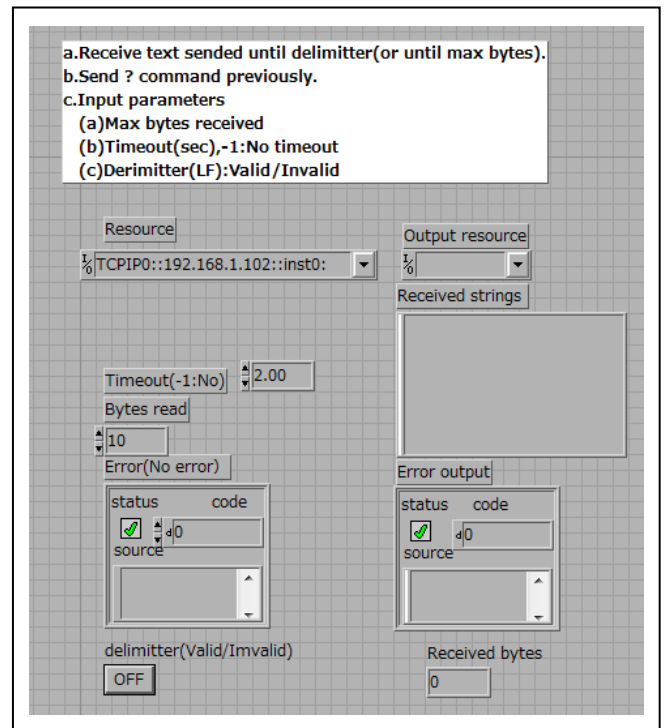 a.Receive text sended until delimitter(or until max bytes).
b.Send ? command previously.
c.Input parameters
(a)Max bytes received
(b)Timeout(sec),-1:No timeout
(c)Derimitter(LF):Valid/Invalid
Resource
Output resource
I/0 TCPIP0::192.168.1.102::inst0:
I/0
Received strings
Timeout(-1:No) 2.00
Bytes read
10
Error(No error)
Error output
status code
status code
d 0
d 0
source
source
delimitter(Valid/Imvalid)
Received bytes
OFF
0